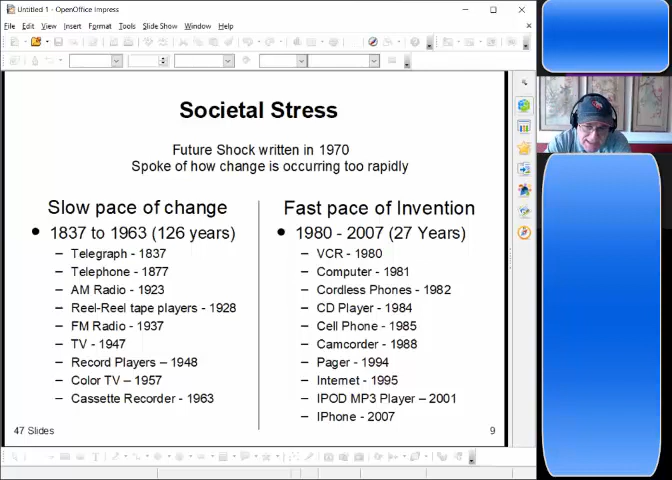 Untitled 1 - OpenOffice Impress
File Edit View Insert Format Tools Slide Show Window Help
Societal Stress
Future Shock written in 1970
Spoke of how change is occurring too rapidly
Slow pace of change
• 1837 to 1963 (126 years)
– Telegraph - 1837
– Telephone - 1877
– AM Radio - 1923
– Reel-Reel tape players - 1928
– FM Radio - 1937
– TV - 1947
– Record Players – 1948
– Color TV – 1957
– Cassette Recorder - 1963
Fast pace of Invention
• 1980 - 2007 (27 Years)
– VCR - 1980
– Computer - 1981
– Cordless Phones - 1982
– CD Player - 1984
– Cell Phone - 1985
– Camcorder - 1988
– Pager - 1994
– Internet - 1995
– IPOD MP3 Player – 2001
– IPhone - 2007
47 Slides
9